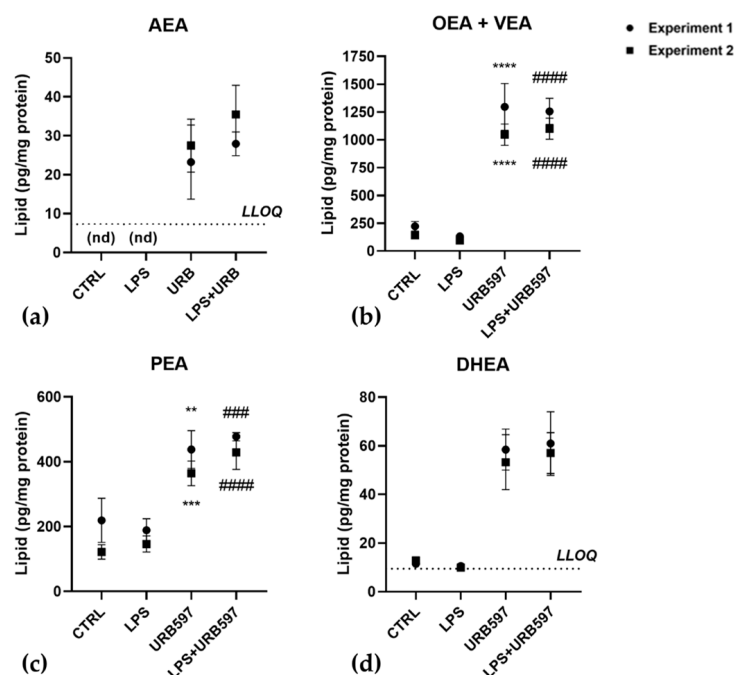 AEA
OEA + VEA
Experiment 1
Experiment 2
Lipid (pg/mg protein)
50
40
30
20
10
0
LLOQ
(nd) (nd)
CTRL
LPS
URB
LPS+URB
(a)
Lipid (pg/mg protein)
1750
1500
1250
1000
750
500
250
0
**** ####
**** ####
CTRL
LPS
URB597
LPS+URB597
(b)
PEA
DHEA
Lipid (pg/mg protein)
600
400
200
0
** ###
*** ####
CTRL
LPS
URB597
LPS+URB597
(c)
Lipid (pg/mg protein)
80
60
40
20
0
LLOQ
CTRL
LPS
URB597
LPS+URB597
(d)